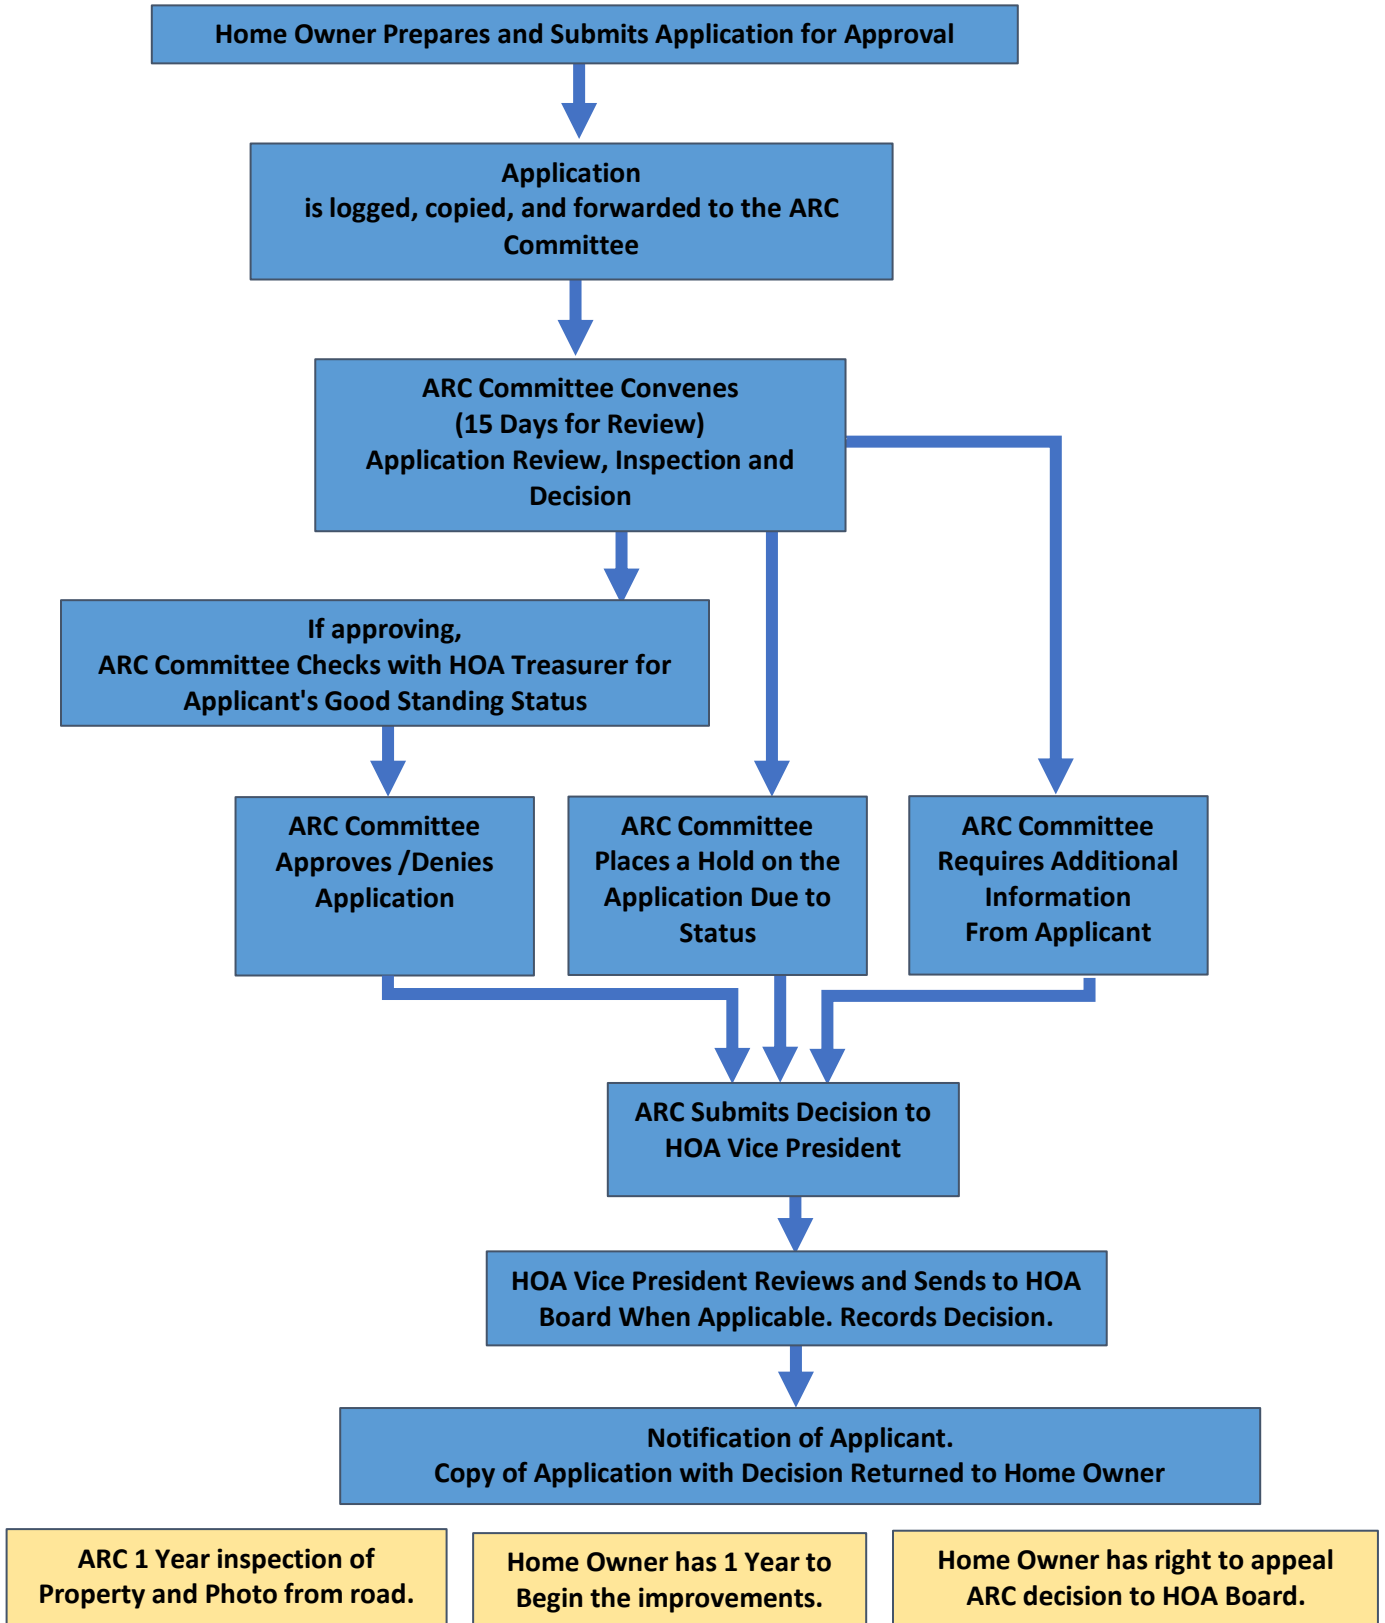 Home Owner Prepares and Submits Application for Approval
Application
is logged, copied, and forwarded to the ARC
Committee
ARC Committee Convenes
(15 Days for Review)
Application Review, Inspection and
Decision
If approving,
ARC Committee Checks with HOA Treasurer for
Applicant's Good Standing Status
ARC Committee
Approves /Denies
Application
ARC Committee
Places a Hold on the
Application Due to
Status
ARC Committee
Requires Additional
Information
From Applicant
ARC Submits Decision to
HOA Vice President
HOA Vice President Reviews and Sends to HOA
Board When Applicable. Records Decision.
Notification of Applicant.
Copy of Application with Decision Returned to Home Owner
ARC 1 Year inspection of
Property and Photo from road.
Home Owner has 1 Year to
Begin the improvements.
Home Owner has right to appeal
ARC decision to HOA Board.